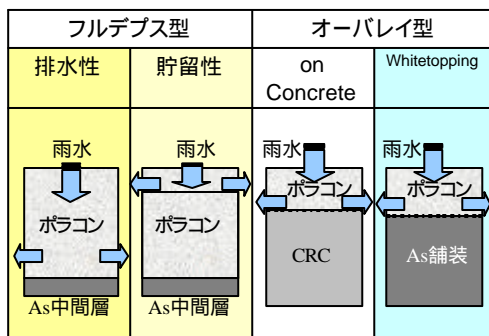 フルデプス型 オーバレイ型
排水性 貯留性 on Concrete Whitetopping
雨水 雨水 雨水 雨水
ポラコン ポラコン ポラコン ポラコン
CRC As舗装
As中間層 As中間層